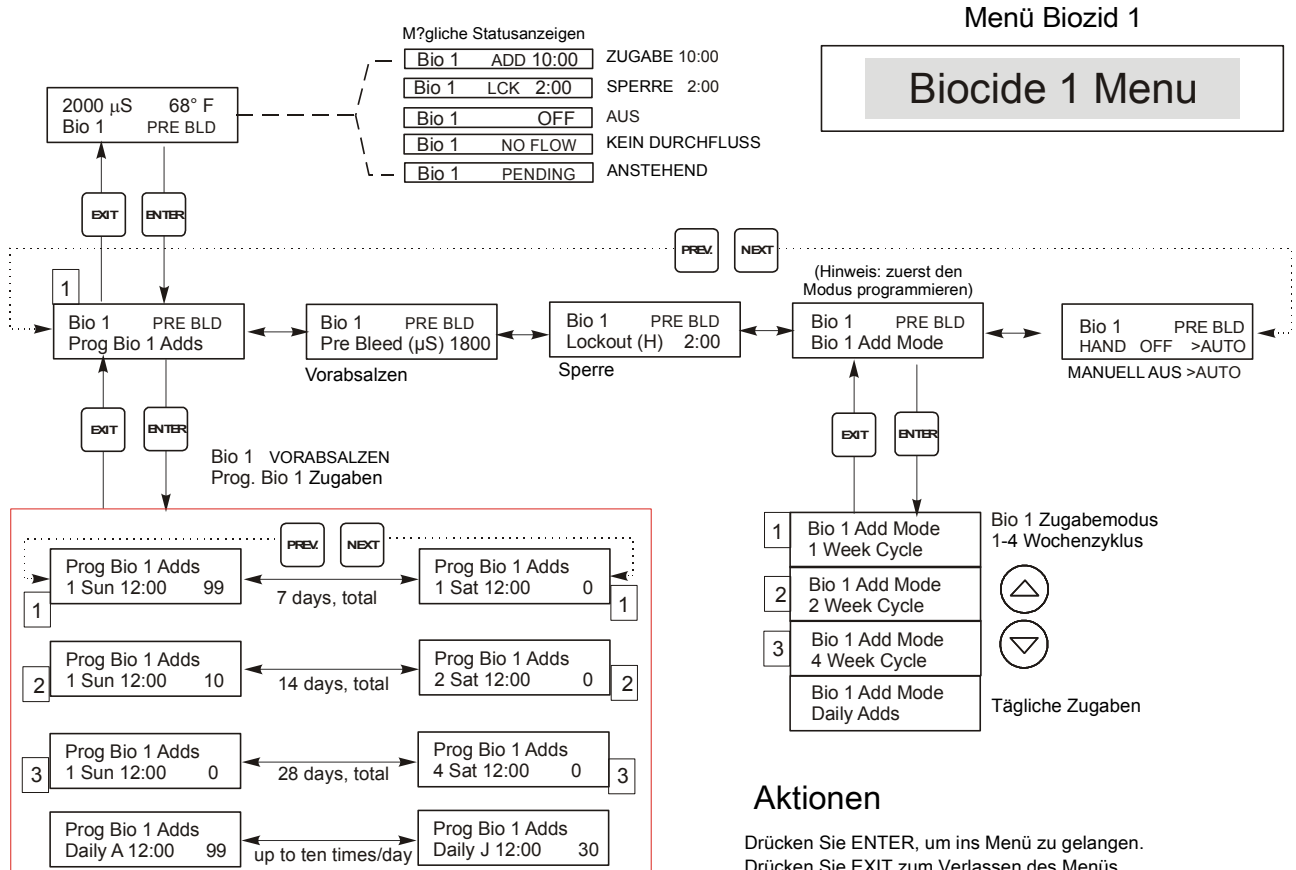 Menü Biozid 1
Biocide 1 Menu
M?gliche Statusanzeigen
Bio 1 ADD 10:00 ZUGABE 10:00
Bio 1 LCK 2:00 SPERRE 2:00
Bio 1 OFF AUS
Bio 1 NO FLOW KEIN DURCHFLUSS
Bio 1 PENDING ANSTEHEND
2000 µS 68° F
Bio 1 PRE BLD
EXIT ENTER
PREV. NEXT
1
Bio 1 PRE BLD
Prog Bio 1 Adds
Bio 1 PRE BLD
Pre Bleed (µS) 1800
Vorabsalzen
Bio 1 PRE BLD
Lockout (H) 2:00
Sperre
(Hinweis: zuerst den
Modus programmieren)
Bio 1 PRE BLD
Bio 1 Add Mode
Bio 1 PRE BLD
HAND OFF >AUTO
MANUELL AUS >AUTO
EXIT ENTER
Bio 1 VORABSALZEN
Prog. Bio 1 Zugaben
EXIT ENTER
PREV. NEXT
Prog Bio 1 Adds
1 Sun 12:00 99
1
7 days, total
Prog Bio 1 Adds
1 Sat 12:00 0
1
Prog Bio 1 Adds
1 Sun 12:00 10
2
14 days, total
Prog Bio 1 Adds
2 Sat 12:00 0
2
Prog Bio 1 Adds
1 Sun 12:00 0
3
28 days, total
Prog Bio 1 Adds
4 Sat 12:00 0
3
Prog Bio 1 Adds
Daily A 12:00 99
up to ten times/day
Prog Bio 1 Adds
Daily J 12:00 30
1
Bio 1 Add Mode
1 Week Cycle
Bio 1 Zugabemodus
1-4 Wochenzyklus
2
Bio 1 Add Mode
2 Week Cycle
3
Bio 1 Add Mode
4 Week Cycle
Bio 1 Add Mode
Daily Adds
Tägliche Zugaben
Aktionen
Drücken Sie ENTER, um ins Menü zu gelangen.
Drücken Sie EXIT zum Verlassen des Menüs